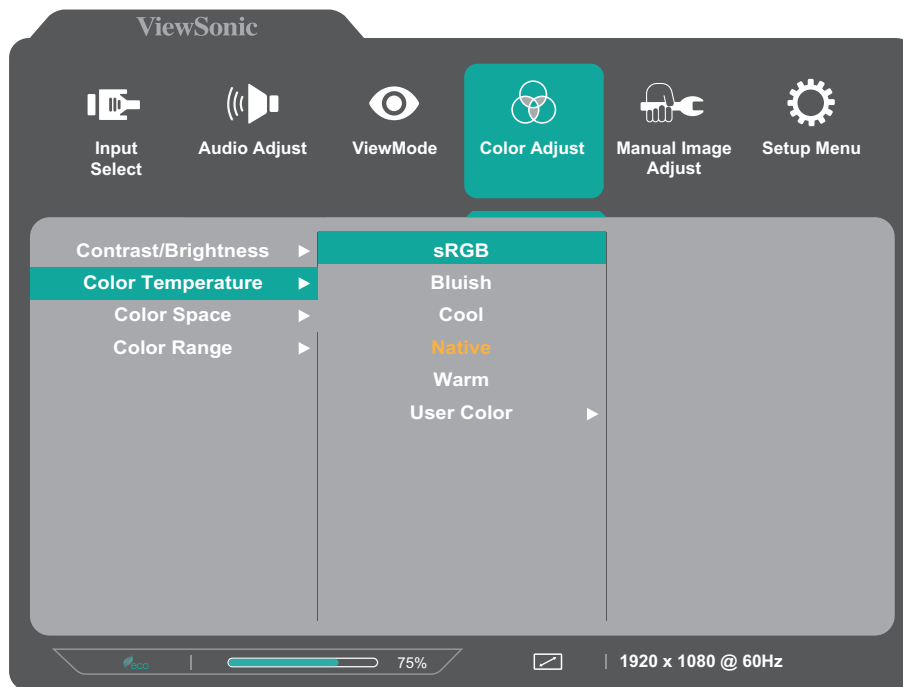 ViewSonic
Input
Select
Audio Adjust
ViewMode
Color Adjust
Manual Image
Adjust
Setup Menu
Contrast/Brightness
Color Temperature
Color Space
Color Range
sRGB
Bluish
Cool
Native
Warm
User Color
eco
75%
1920 x 1080 @ 60Hz